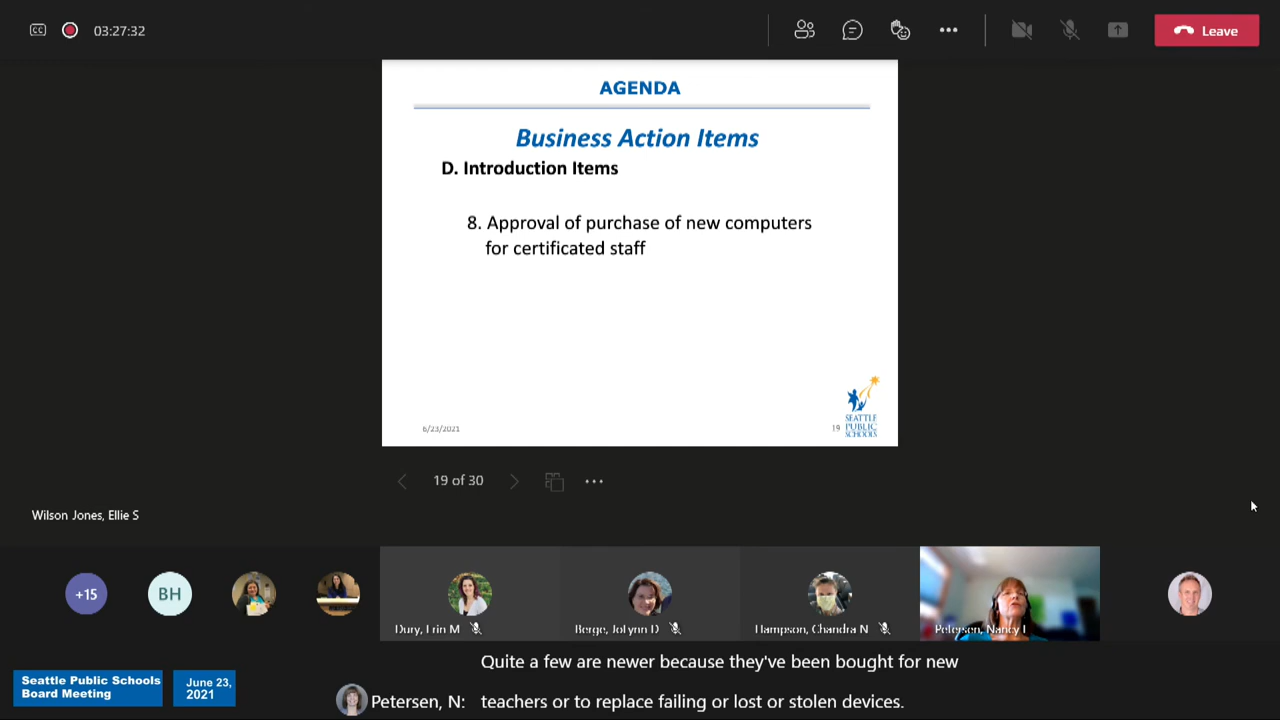 03:27:32
Leave
AGENDA
Business Action Items
D. Introduction Items
8. Approval of purchase of new computers
for certificated staff
6/23/2021
19
SEATTLE
PUBLIC
SCHOOLS
19 of 30
Wilson Jones, Ellie S
+15
BH
Dury, Erin M
Berge, JoLynn D
Hampson, Chandra N
Petersen, Nancy L
Quite a few are newer because they've been bought for new
Petersen, N: teachers or to replace failing or lost or stolen devices.
Seattle Public Schools
Board Meeting
June 23,
2021